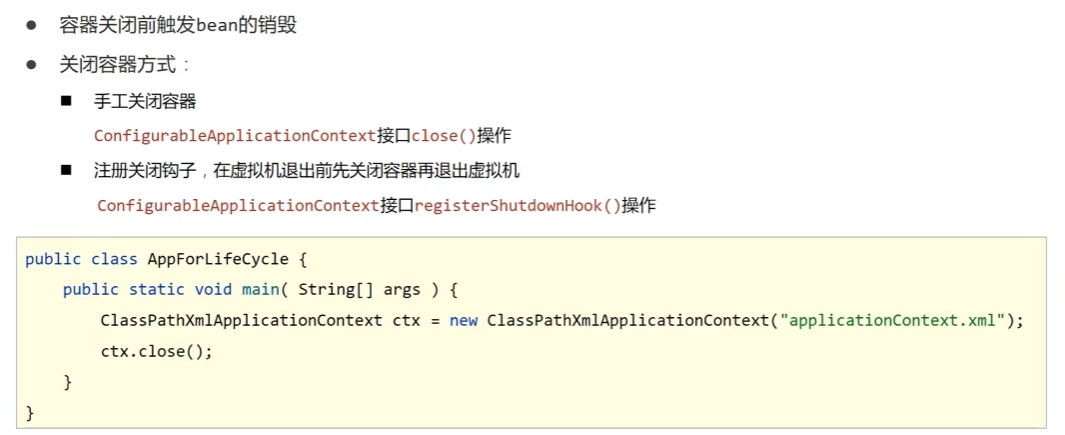 ● 容器关闭前触发bean的销毁
● 关闭容器方式：
■ 手工关闭容器
ConfigurableApplicationContext接口close()操作
■ 注册关闭钩子，在虚拟机退出前先关闭容器再退出虚拟机
ConfigurableApplicationContext接口registerShutdownHook()操作
public class AppForLifeCycle {
    public static void main( String[] args ) {
        ClassPathXmlApplicationContext ctx = new ClassPathXmlApplicationContext("applicationContext.xml");
        ctx.close();
    }
}